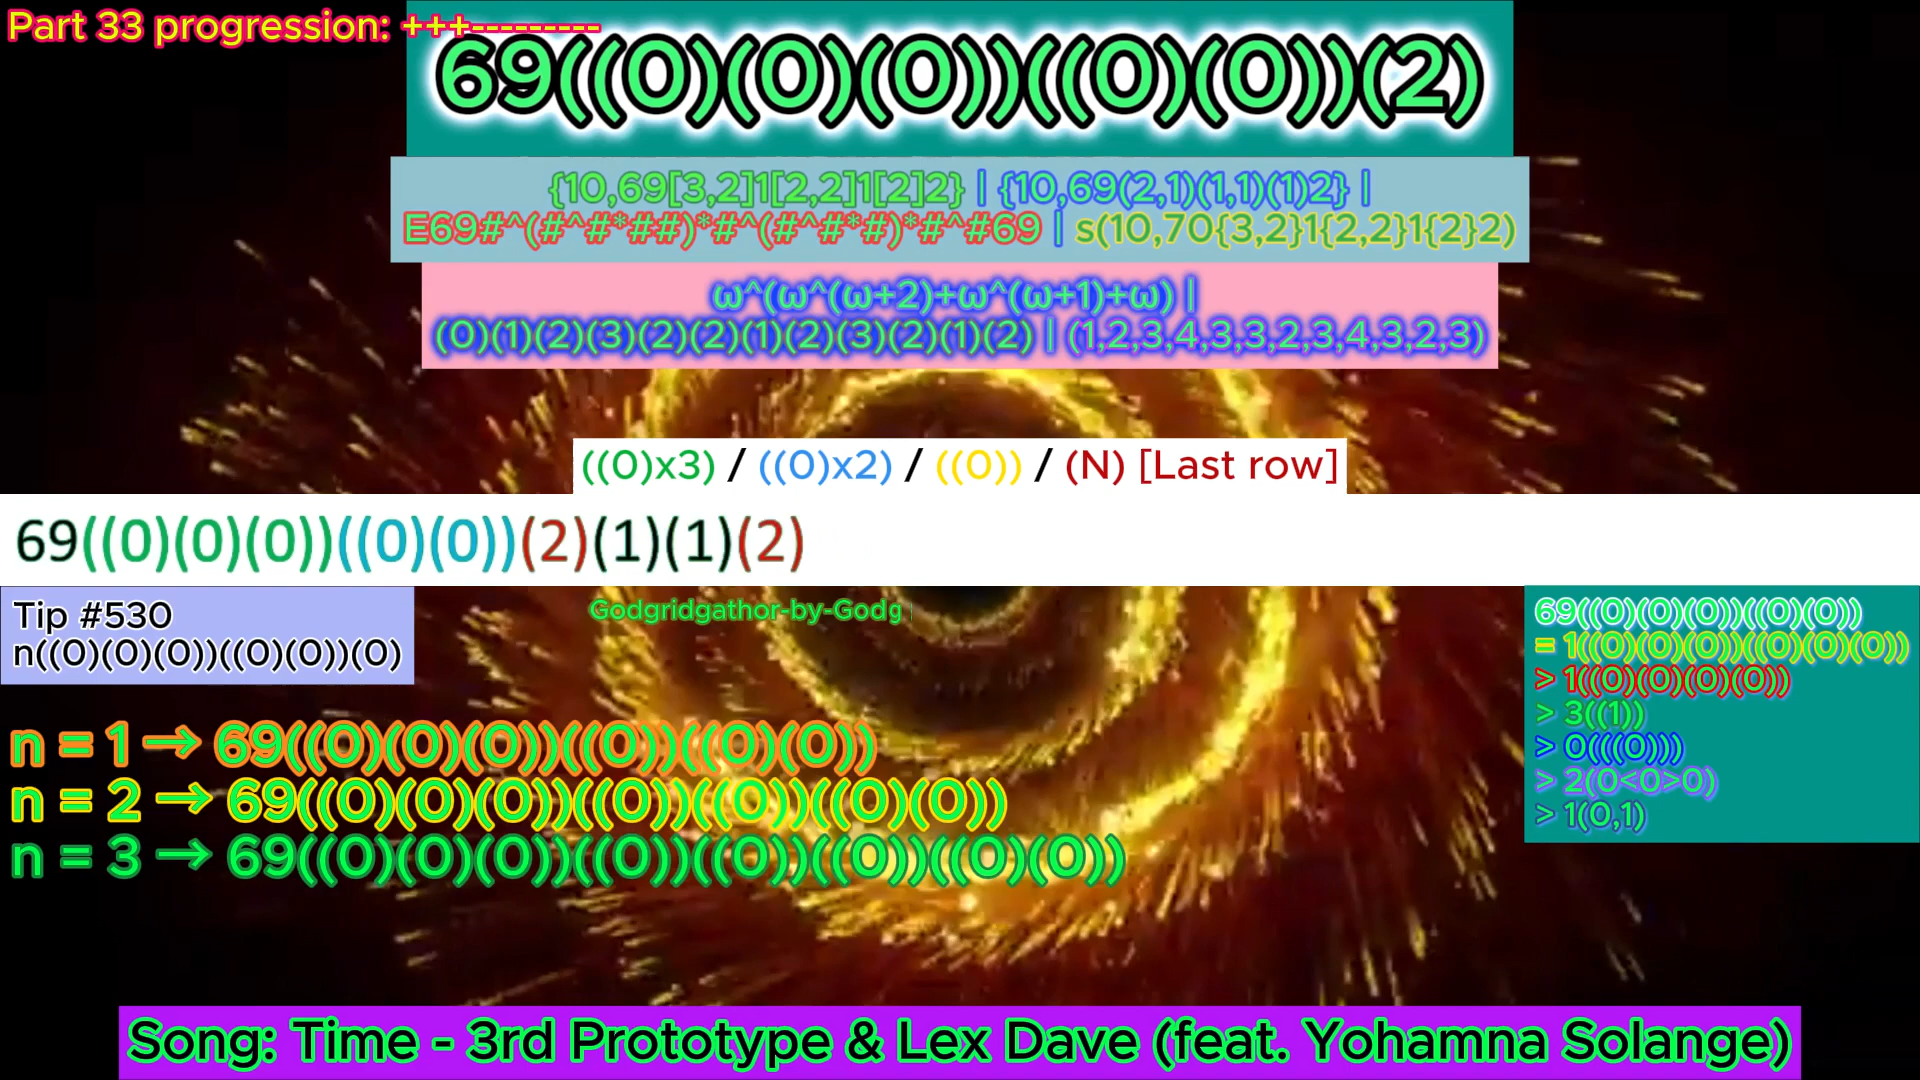 Part 33 progression: +++----------
69((0)(0)(0))((0)(0))(2)
{10,69[3,2]1[2,2]1[2]2} | {10,69(2,1)(1,1)(1)2} |
E69#^(#^#*##)*#^(#^#*#)*#^#69 | s(10,70{3,2}1{2,2}1{2}2)
ω^(ω^(ω+2)+ω^(ω+1)+ω) |
(0)(1)(2)(3)(2)(2)(1)(2)(3)(2)(1)(2) | (1,2,3,4,3,3,2,3,4,3,2,3)
((0)x3) / ((0)x2) / ((0)) / (N) [Last row]
69((0)(0)(0))((0)(0))(2)(1)(1)(2)
Tip #530
n((0)(0)(0))((0)(0))(0)
Godgridgathor-by-Godg
69((0)(0)(0))((0)(0))
= 1((0)(0)(0))((0)(0)(0))
> 1((0)(0)(0)(0))
> 3((1))
> 0(((0)))
> 2(0<0>0)
> 1(0,1)
n = 1 → 69((0)(0)(0))((0))((0)(0))
n = 2 → 69((0)(0)(0))((0))((0))((0)(0))
n = 3 → 69((0)(0)(0))((0))((0))((0))((0)(0))
Song: Time - 3rd Prototype & Lex Dave (feat. Yohamna Solange)